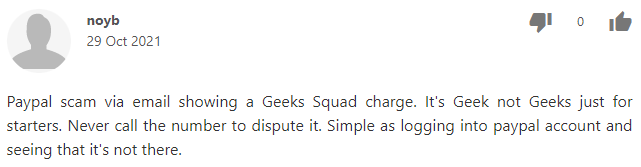 noyb
0
29 Oct 2021
Paypal scam via email showing a Geeks Squad charge. It's Geek not Geeks just for
starters. Never call the number to dispute it. Simple as logging into paypal account and
seeing that it's not there.